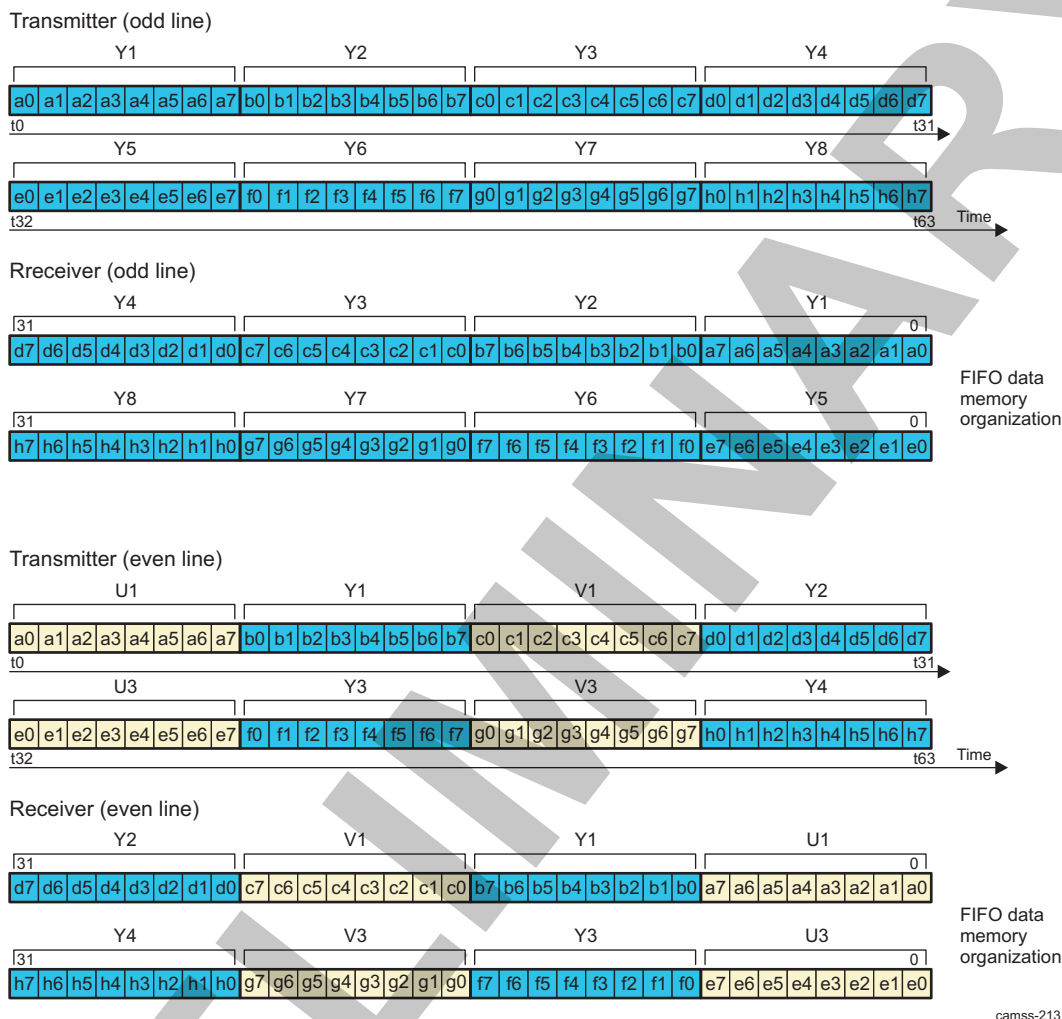 Transmitter (odd line)
Y1 Y2 Y3 Y4
a0 a1 a2 a3 a4 a5 a6 a7 b0 b1 b2 b3 b4 b5 b6 b7 c0 c1 c2 c3 c4 c5 c6 c7 d0 d1 d2 d3 d4 d5 d6 d7
t0 t31
Y5 Y6 Y7 Y8
e0 e1 e2 e3 e4 e5 e6 e7 f0 f1 f2 f3 f4 f5 f6 f7 g0 g1 g2 g3 g4 g5 g6 g7 h0 h1 h2 h3 h4 h5 h6 h7
t32 t63 Time
Rreceiver (odd line)
Y4 Y3 Y2 Y1
31 0
d7 d6 d5 d4 d3 d2 d1 d0 c7 c6 c5 c4 c3 c2 c1 c0 b7 b6 b5 b4 b3 b2 b1 b0 a7 a6 a5 a4 a3 a2 a1 a0
FIFO data
memory
organization
Y8 Y7 Y6 Y5
31 0
h7 h6 h5 h4 h3 h2 h1 h0 g7 g6 g5 g4 g3 g2 g1 g0 f7 f6 f5 f4 f3 f2 f1 f0 e7 e6 e5 e4 e3 e2 e1 e0
Transmitter (even line)
U1 Y1 V1 Y2
a0 a1 a2 a3 a4 a5 a6 a7 b0 b1 b2 b3 b4 b5 b6 b7 c0 c1 c2 c3 c4 c5 c6 c7 d0 d1 d2 d3 d4 d5 d6 d7
t0 t31
U3 Y3 V3 Y4
e0 e1 e2 e3 e4 e5 e6 e7 f0 f1 f2 f3 f4 f5 f6 f7 g0 g1 g2 g3 g4 g5 g6 g7 h0 h1 h2 h3 h4 h5 h6 h7
t32 t63 Time
Receiver (even line)
Y2 V1 Y1 U1
31 0
d7 d6 d5 d4 d3 d2 d1 d0 c7 c6 c5 c4 c3 c2 c1 c0 b7 b6 b5 b4 b3 b2 b1 b0 a7 a6 a5 a4 a3 a2 a1 a0
FIFO data
memory
organization
Y4 V3 Y3 U3
31 0
h7 h6 h5 h4 h3 h2 h1 h0 g7 g6 g5 g4 g3 g2 g1 g0 f7 f6 f5 f4 f3 f2 f1 f0 e7 e6 e5 e4 e3 e2 e1 e0
camss-213